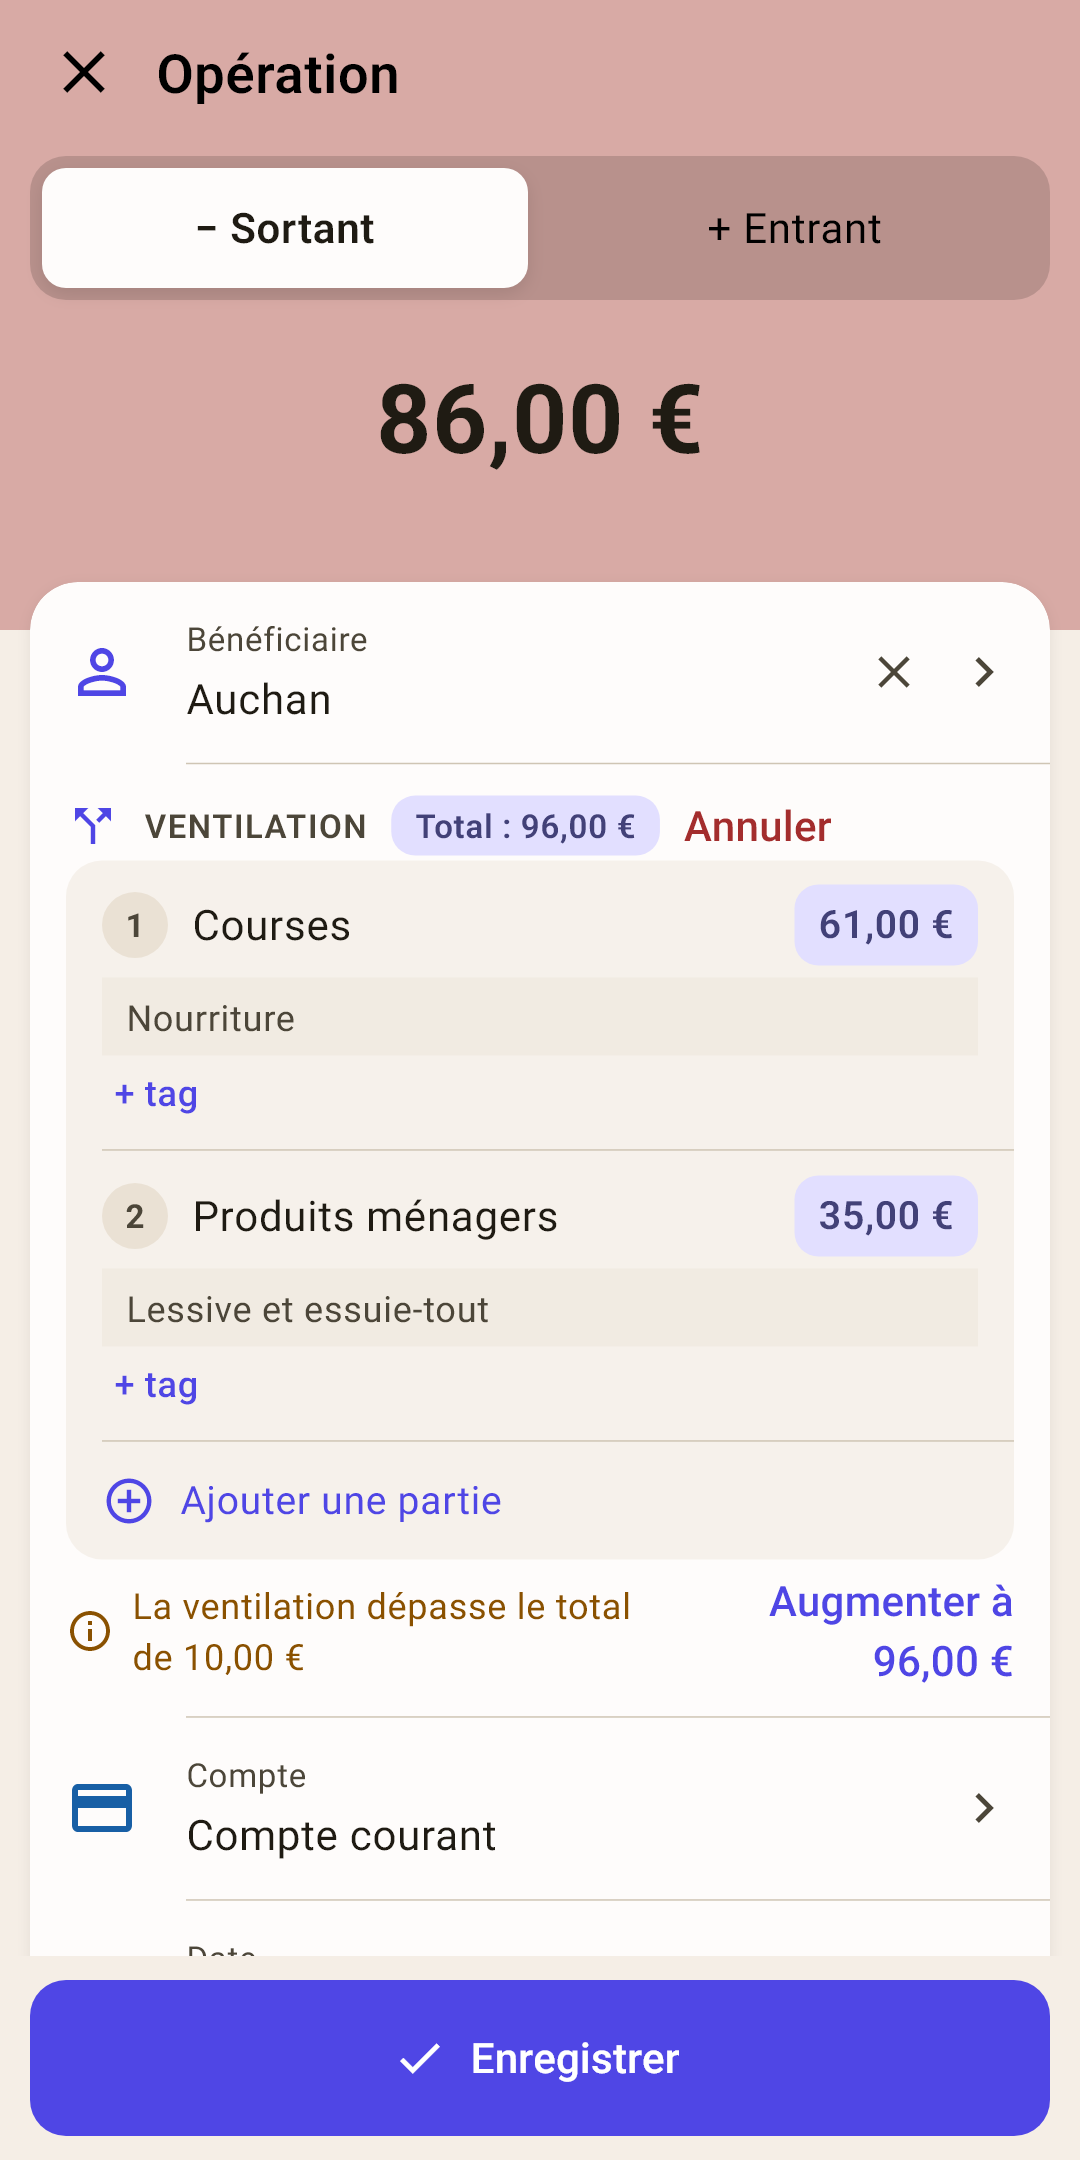 Opération
− Sortant
+ Entrant
86,00 €
Bénéficiaire
Auchan
VENTILATION Total : 96,00 € Annuler
1 Courses 61,00 €
Nourriture
+ tag
2 Produits ménagers 35,00 €
Lessive et essuie-tout
+ tag
Ajouter une partie
La ventilation dépasse le total
de 10,00 €
Augmenter à
96,00 €
Compte
Compte courant
Date
Enregistrer